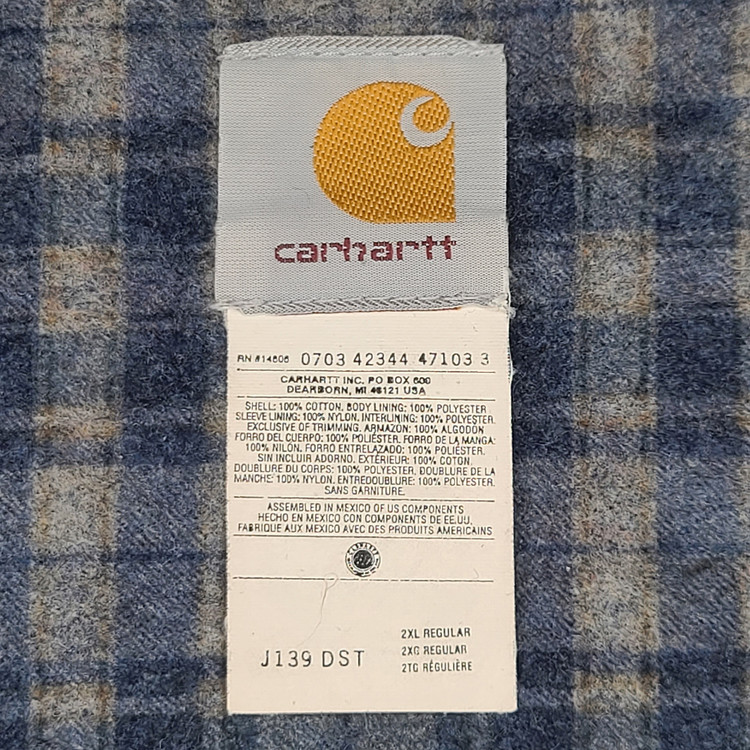 carhartt
RN #14806 0703 42344 47103 3
CARHARTT INC. PO BOX 600
DEARBORN, MI 48121 USA
SHELL: 100% COTTON, BODY LINING: 100% POLYESTER
SLEEVE LINING: 100% NYLON, INTERLINING: 100% POLYESTER,
EXCLUSIVE OF TRIMMING. ARMAZON: 100% ALGODON
FORRO DEL CUERPO: 100% POLIÉSTER. FORRO DE LA MANGA:
100% NILON, FORRO ENTRELAZADO: 100% POLIÉSTER,
SIN INCLUIR ADORNO. EXTÉRIEUR: 100% COTON,
DOUBLURE DU CORPS: 100% POLYESTER, DOUBLURE DE LA
MANCHE: 100% NYLON, ENTREDOUBLURE: 100% POLYESTER,
SANS GARNITURE.
ASSEMBLED IN MEXICO OF US COMPONENTS
HECHO EN MEXICO CON COMPONENTS DE EE.UU.
FABRIQUE AUX MEXICO AVEC DES PRODUITS AMERICAINS
J139 DST
2XL REGULAR
2XG REGULAR
2TG RÉGULIÈRE